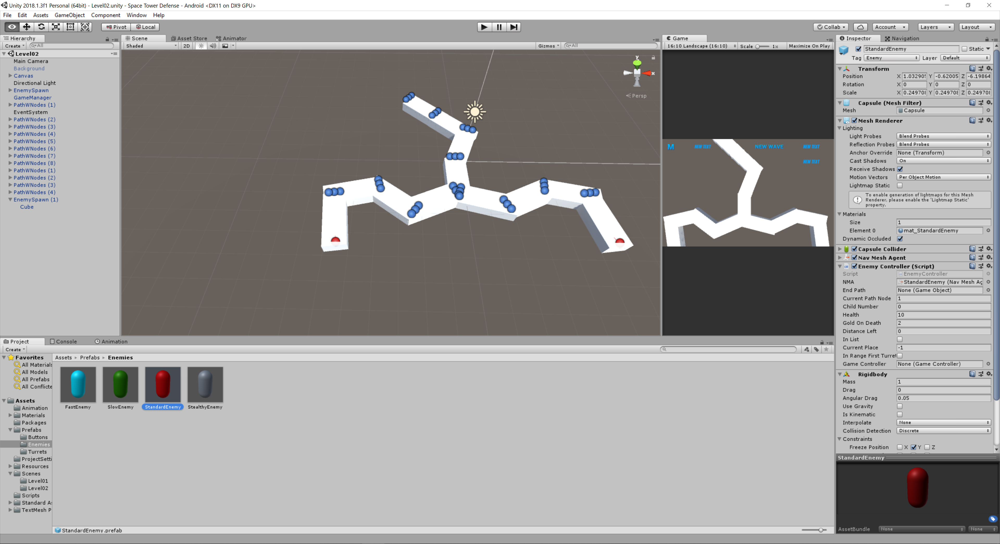 Unity 2018.1.3f1 Personal (64bit) - Level02.unity - Space Tower Defense - Android <DX11 on DX9 GPU>
File Edit Assets GameObject Component Window Help
Pivot Local Collab Account Layers Layout
Hierarchy
Create All
Level02
Main Camera
Background
Canvas
Directional Light
EnemySpawn
GameManager
PathWNodes (1)
EventSystem
PathWNodes (2)
PathWNodes (3)
PathWNodes (4)
PathWNodes (5)
PathWNodes (6)
PathWNodes (7)
PathWNodes (8)
PathWNodes (1)
PathWNodes (2)
PathWNodes (3)
PathWNodes (4)
EnemySpawn (1)
Cube
Scene Asset Store Animator
Shaded 2D Gizmos All
y
x
Persp
Game
16:10 Landscape (16:10) Scale 1x Maximize On Play
M NEW TEXT NEW WAVE NEW TEXT
NEW TEXT
Inspector Navigation
StandardEnemy Static
Tag Enemy Layer Default
Transform
Position X 1.03290 Y -0.62005 Z -6.19864
Rotation X 0 Y 0 Z 0
Scale X 0.24970 Y 0.24970 Z 0.24970
Capsule (Mesh Filter)
Mesh Capsule
Mesh Renderer
Lighting
Light Probes Blend Probes
Reflection Probes Blend Probes
Anchor Override None (Transform)
Cast Shadows On
Receive Shadows
Motion Vectors Per Object Motion
Lightmap Static
To enable generation of lightmaps for this Mesh
Renderer, please enable the 'Lightmap Static'
property.
Materials
Size 1
Element 0 mat_StandardEnemy
Dynamic Occluded
Capsule Collider
Nav Mesh Agent
Enemy Controller (Script)
Script EnemyController
NMA StandardEnemy (Nav Mesh Ag
End Path None (Game Object)
Current Path Node 1
Child Number 0
Health 10
Gold On Death 2
Distance Left 0
In List
Current Place -1
In Range First Turret
Game Controller None (Game Controller)
Rigidbody
Mass 1
Drag 0
Angular Drag 0.05
Use Gravity
Is Kinematic
Interpolate None
Collision Detection Discrete
Constraints
Freeze Position X Y Z
StandardEnemy
AssetBundle None None
Project Console Animation
Create
Favorites
All Materials
All Models
All Prefabs
All Conflicte
Assets
Animation
Materials
Packages
Prefabs
Buttons
Enemies
Turrets
ProjectSetti
Resources
Scenes
Level01
Level02
Scripts
Standard As
TextMesh P
Assets Prefabs Enemies
FastEnemy SlowEnemy StandardEnemy StealthyEnemy
StandardEnemy.prefab